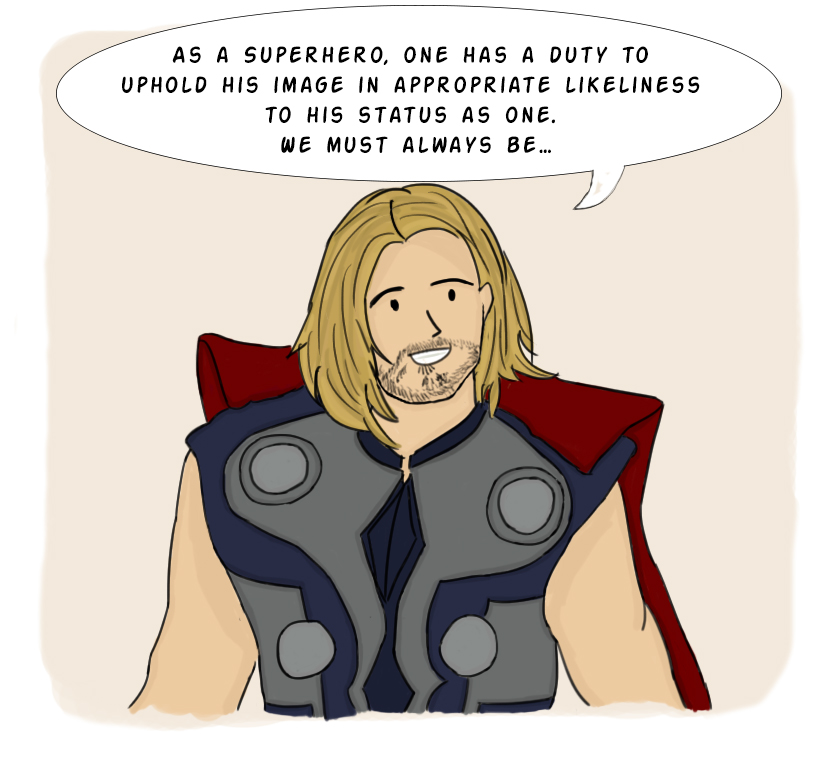 AS A SUPERHERO, ONE HAS A DUTY TO
UPHOLD HIS IMAGE IN APPROPRIATE LIKELINESS
TO HIS STATUS AS ONE.
WE MUST ALWAYS BE...